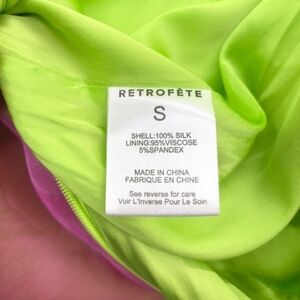 RETROFÊTE
S
SHELL:100% SILK
LINING:95%VISCOSE
5%SPANDEX
MADE IN CHINA
FABRIQUE EN CHINE
See reverse for care
Voir L'Inverse Pour Le Soin